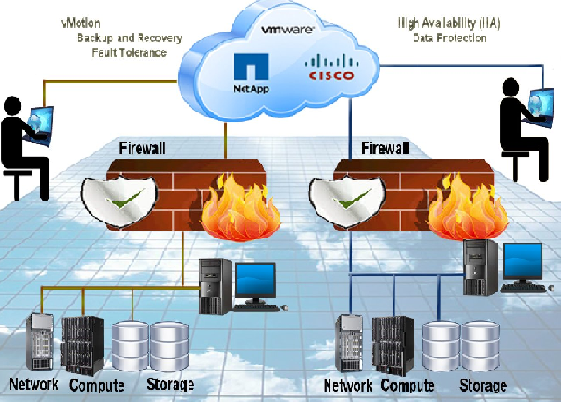 vMotion
Backup and Recovery
Fault Tolerance
vmware
NetApp
CISCO
High Availability (HA)
Data Protection
Firewall
Firewall
Network Compute Storage
Network Compute Storage